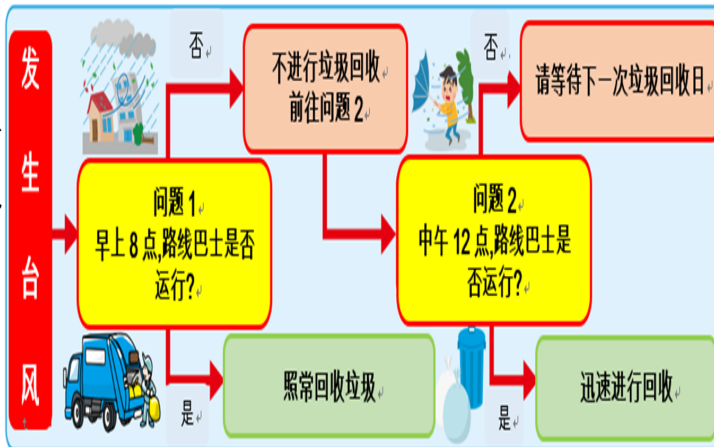 发生台风
否
不进行垃圾回收
前往问题2
否
请等待下一次垃圾回收日
问题1
早上8点,路线巴士是否
运行?
问题2
中午12点,路线巴士是
否运行?
是
照常回收垃圾
是
迅速进行回收